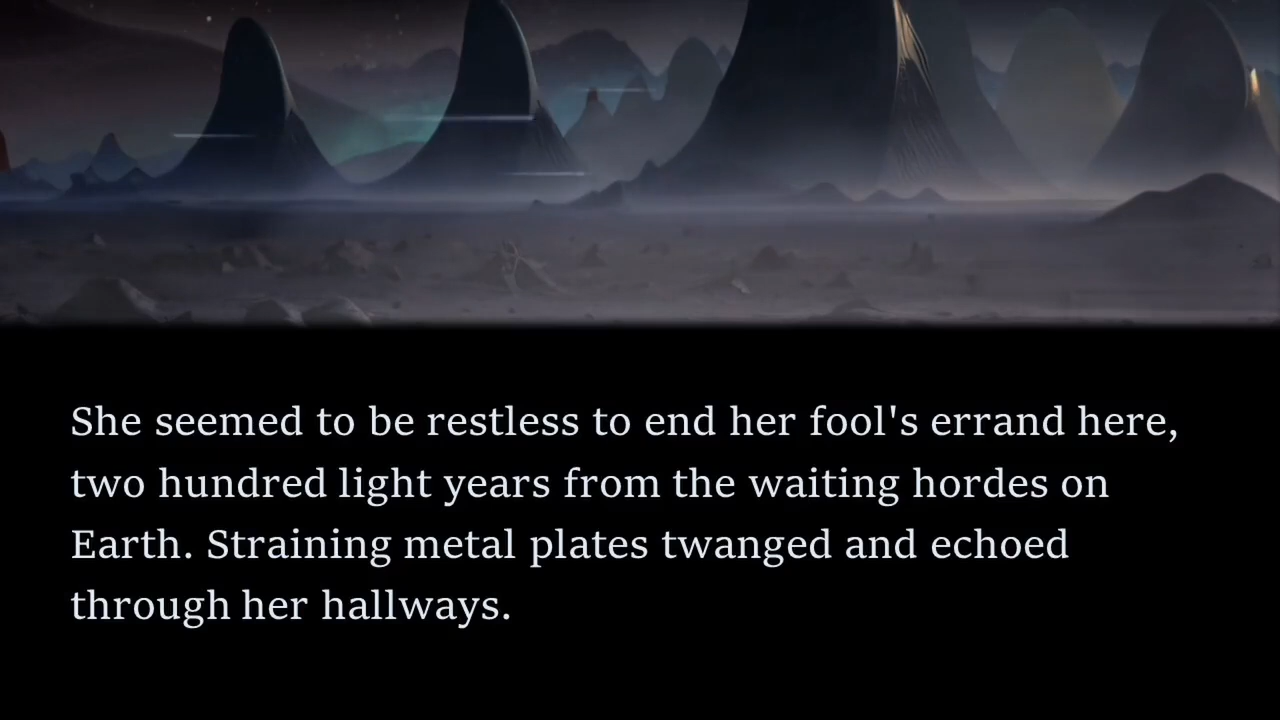 She seemed to be restless to end her fool's errand here,
two hundred light years from the waiting hordes on
Earth. Straining metal plates twanged and echoed
through her hallways.